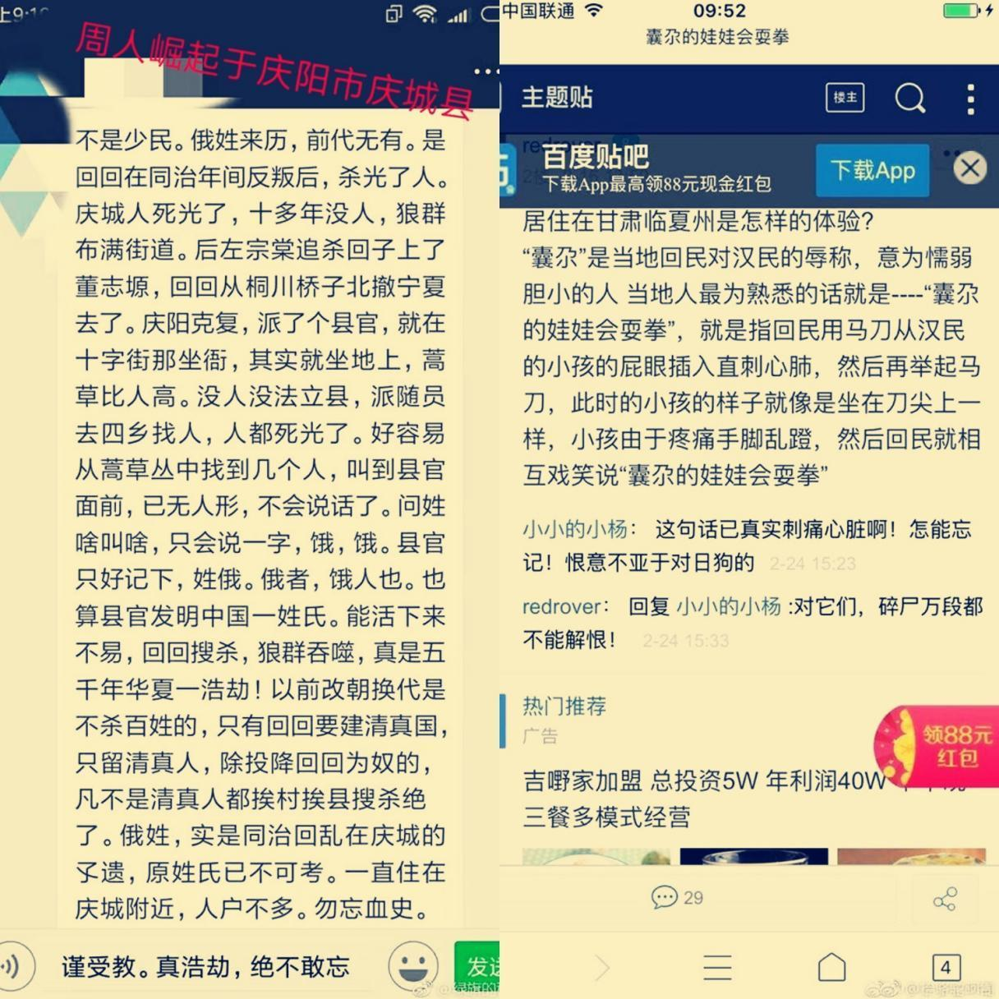 上9:1
周人崛起于庆阳市庆城县
不是少民。俄姓来历，前代无有。是
回回在同治年间反叛后，杀光了人。
庆城人死光了，十多年没人，狼群
布满街道。后左宗棠追杀回子上了
董志塬，回回从桐川桥子北撤宁夏
去了。庆阳克复，派了个县官，就在
十字街那坐衙，其实就坐地上，蒿
草比人高。没人没法立县，派随员
去四乡找人，人都死光了。好容易
从蒿草丛中找到几个人，叫到县官
面前，已无人形，不会说话了。问姓
啥叫啥，只会说一字，饿，饿。县官
只好记下，姓俄。俄者，饿人也。也
算县官发明中国一姓氏。能活下来
不易，回回搜杀，狼群吞噬，真是五
千年华夏一浩劫！以前改朝换代是
不杀百姓的，只有回回要建清真国，
只留清真人，除投降回回为奴的，
凡不是清真人都挨村挨县搜杀绝
了。俄姓，实是同治回乱在庆城的
孑遗，原姓氏已不可考。一直住在
庆城附近，人户不多。勿忘血史。
谨受教。真浩劫，绝不敢忘
发送
中国联通
09:52
囊尕的娃娃会耍拳
主题贴
楼主
redrover
百度贴吧
下载App最高领88元现金红包
下载App
居住在甘肃临夏州是怎样的体验？
“囊尕”是当地回民对汉民的辱称，意为懦弱
胆小的人 当地人最为熟悉的话就是----“囊尕
的娃娃会耍拳”，就是指回民用马刀从汉民
的小孩的屁眼插入直刺心肺，然后再举起马
刀，此时的小孩的样子就像是坐在刀尖上一
样，小孩由于疼痛手脚乱蹬，然后回民就相
互戏笑说“囊尕的娃娃会耍拳”
小小的小杨： 这句话已真实刺痛心脏啊！怎能忘
记！恨意不亚于对日狗的 2-24 15:23
redrover： 回复 小小的小杨 :对它们，碎尸万段都
不能解恨！ 2-24 15:33
热门推荐
广告
领88元
红包
吉嘢家加盟 总投资5W 年利润40W
三餐多模式经营
29
4